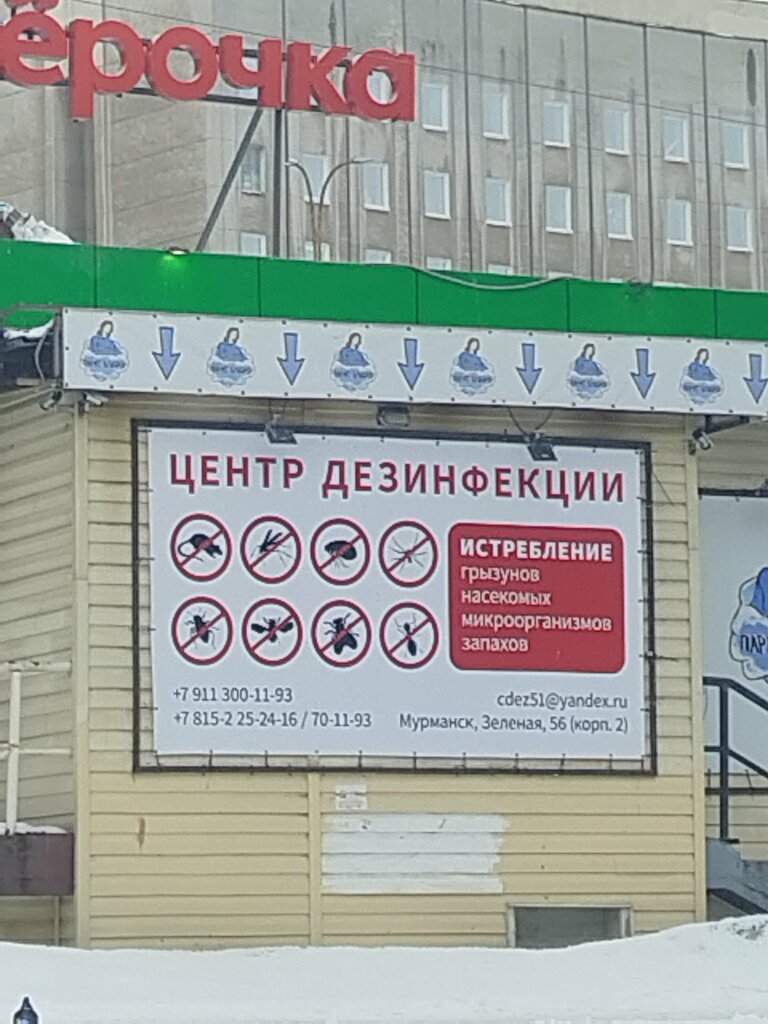 ёрочка
ЦЕНТР ДЕЗИНФЕКЦИИ
ИСТРЕБЛЕНИЕ
грызунов
насекомых
микроорганизмов
запахов
+7 911 300-11-93
+7 815-2 25-24-16 / 70-11-93
cdez51@yandex.ru
Мурманск, Зеленая, 56 (корп. 2)
ПАР